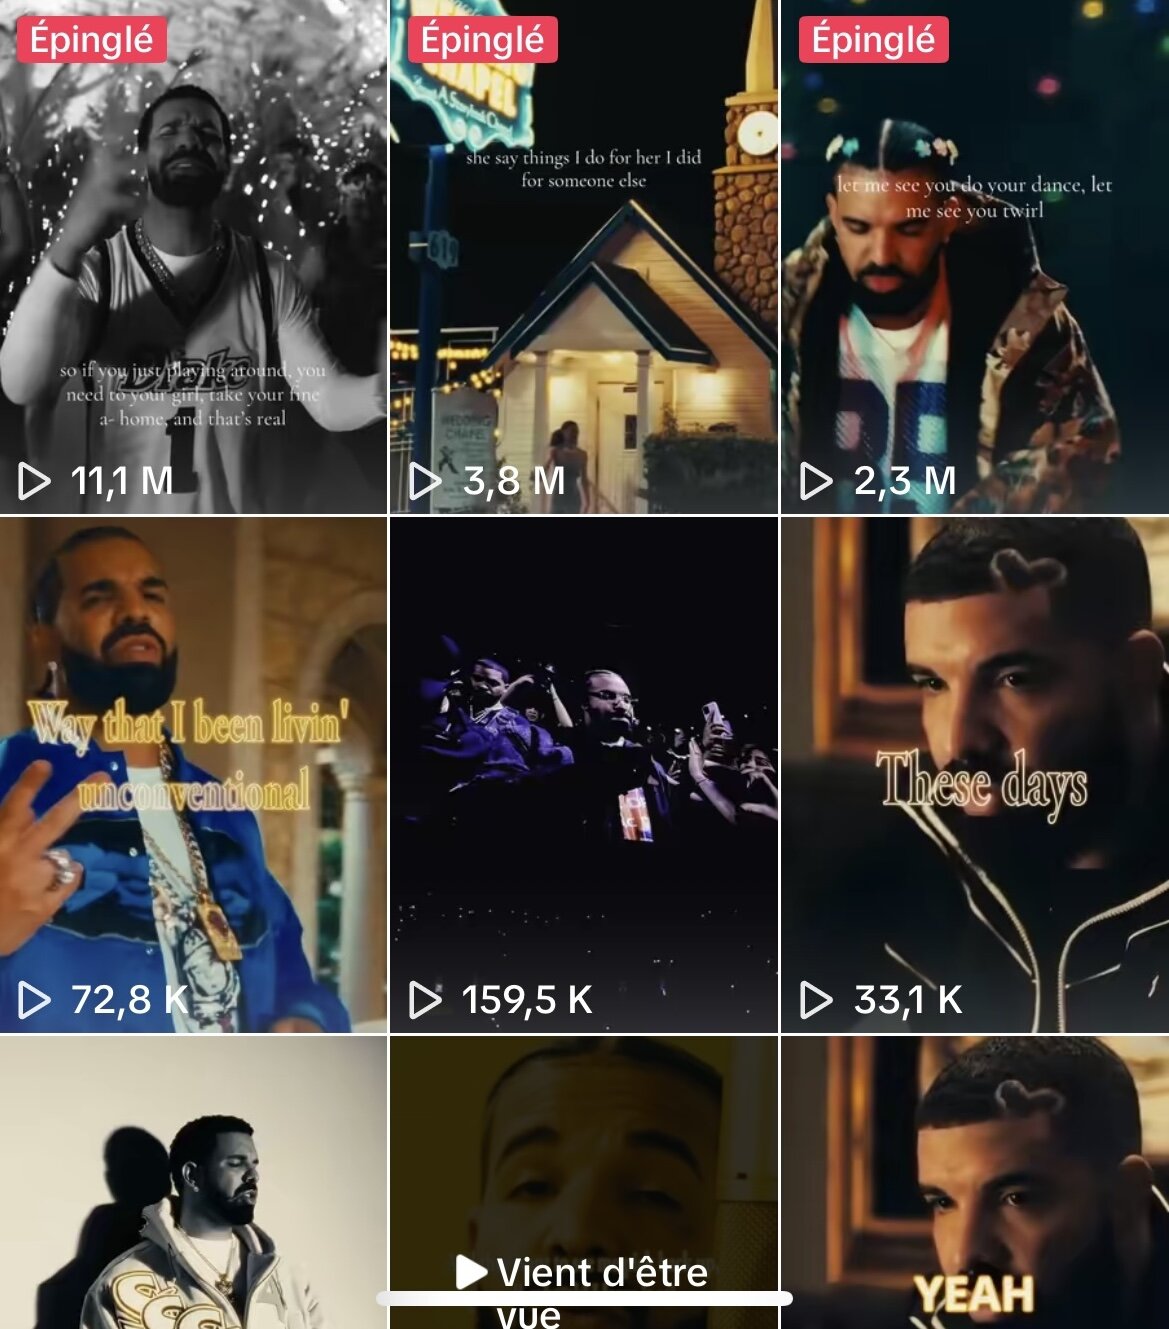 Épinglé
so if you just playing around, you
need to your girl, take your fine
a- home, and that's real
11,1 M
Épinglé
CHAPEL
she say things I do for her I did
for someone else
WEDDING
CHAPEL
3,8 M
Épinglé
let me see you do your dance, let
me see you twirl
2,3 M
Way that I been livin'
unconventional
72,8 K
159,5 K
These days
33,1 K
Vient d'être
vue
YEAH